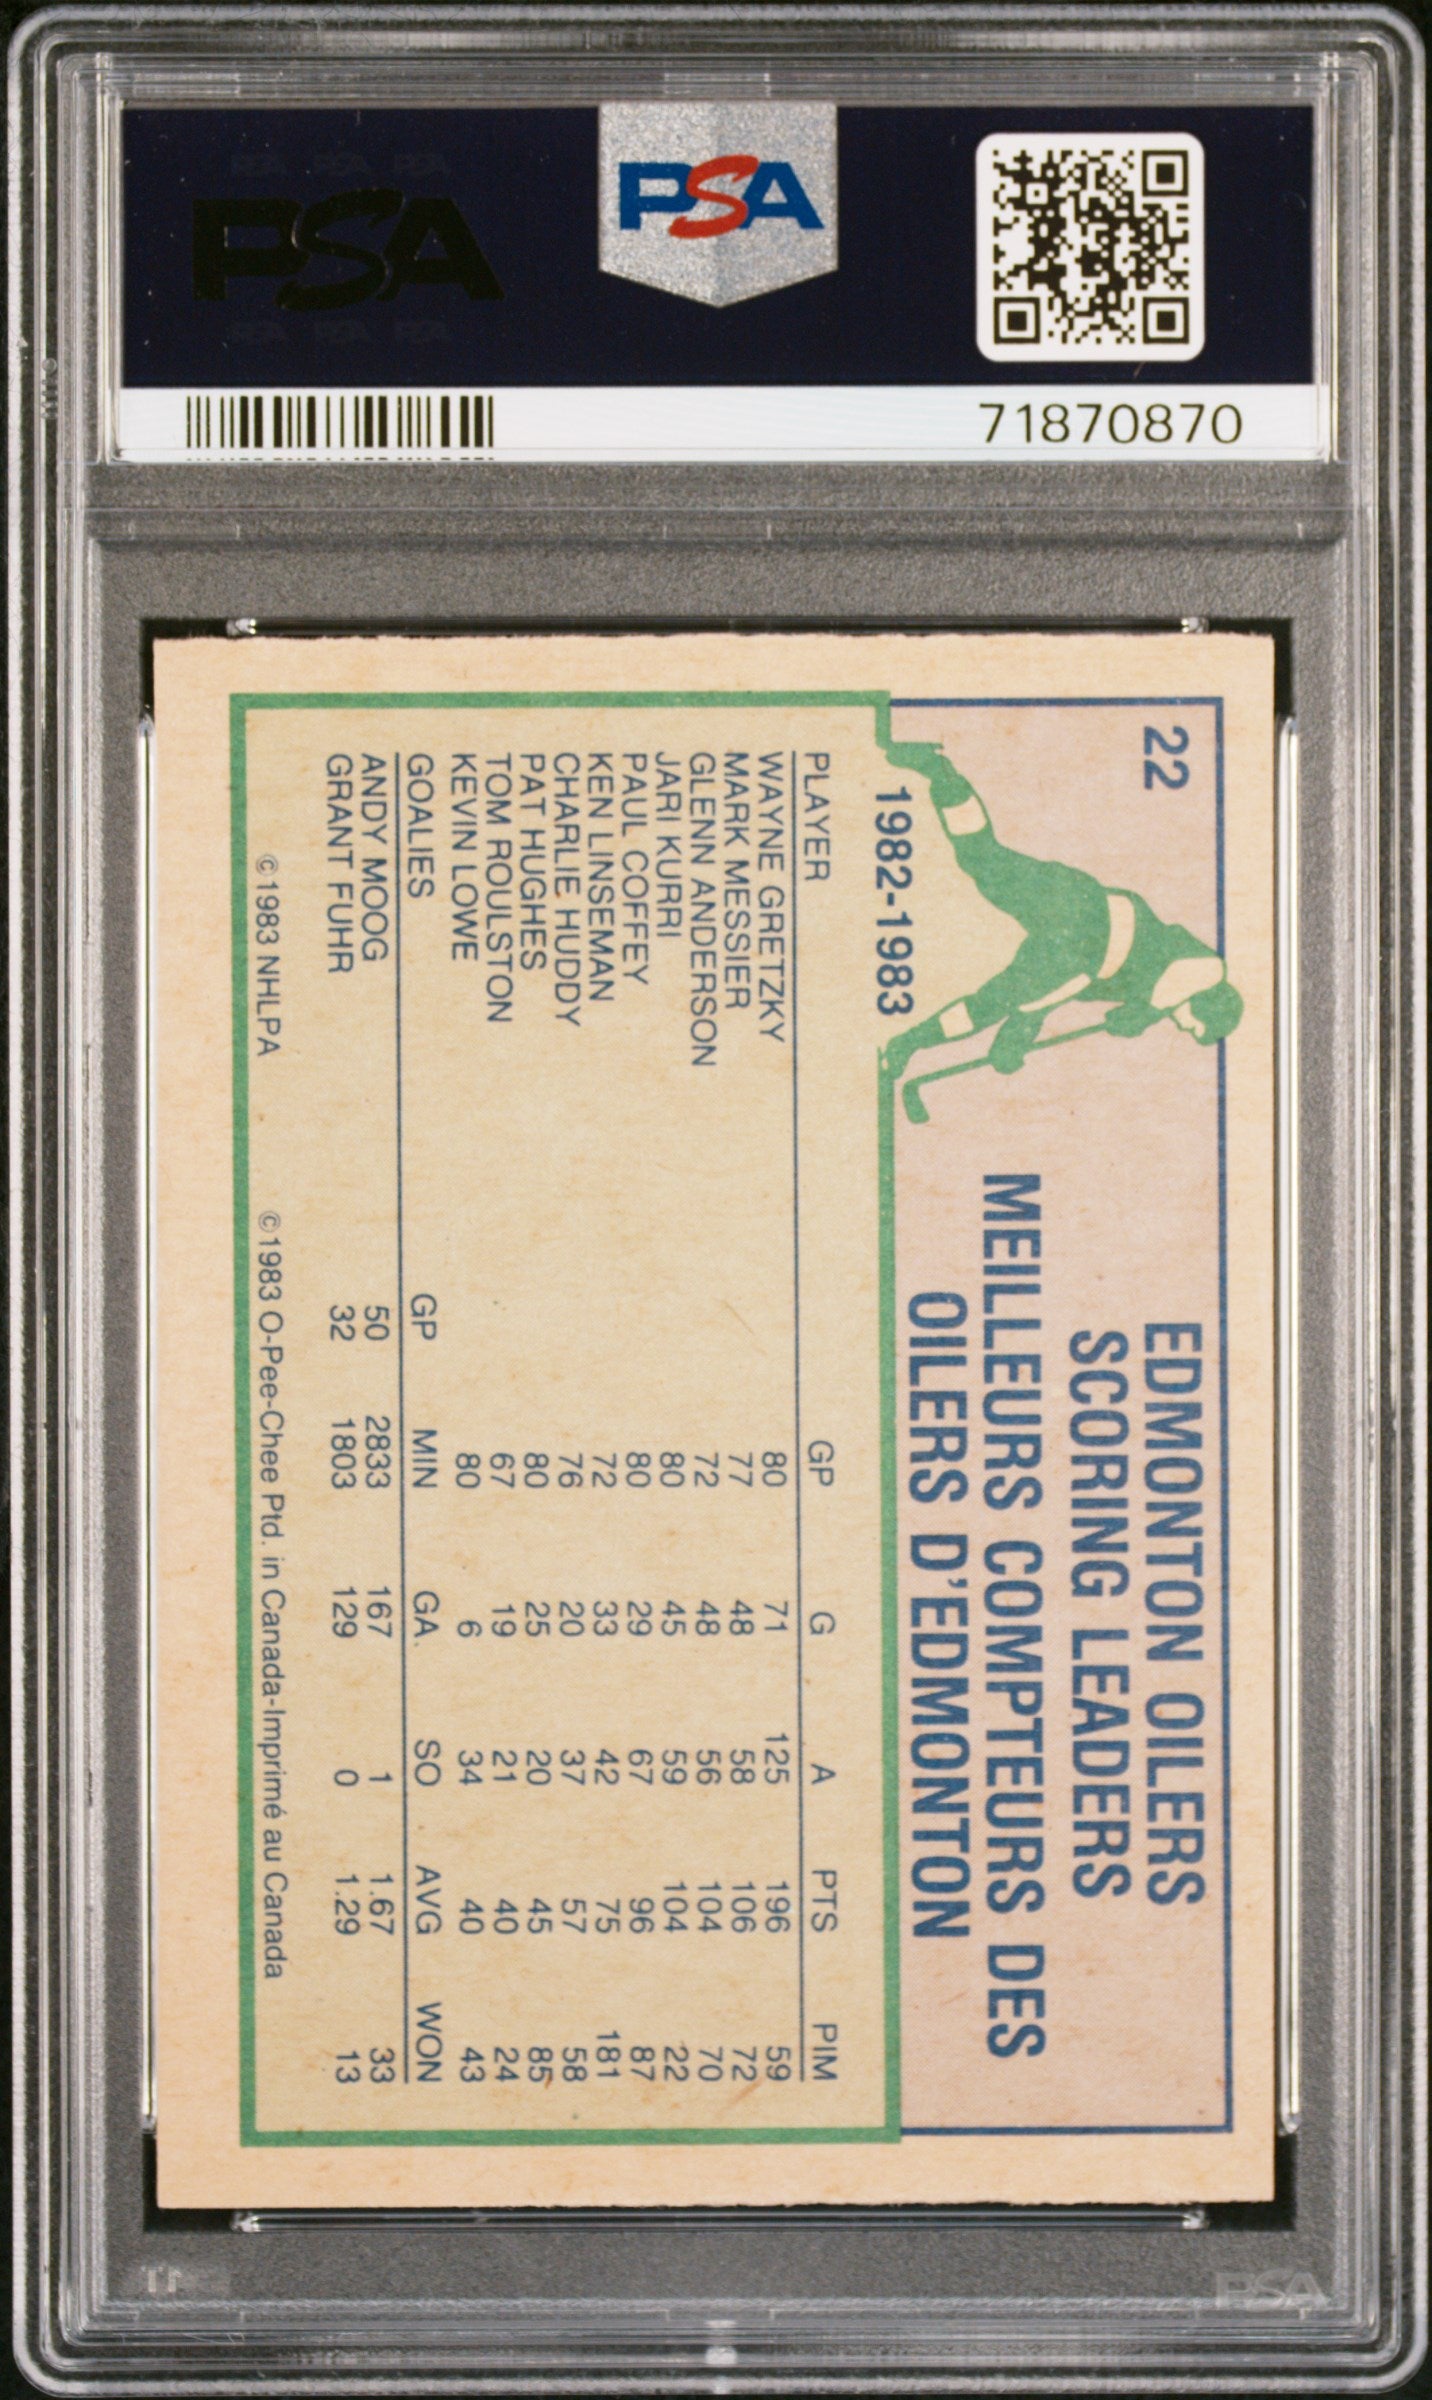 PSA
PSA
71870870
22
EDMONTON OILERS
SCORING LEADERS
MEILLEURS COMPTEURS DES
OILERS D'EDMONTON
1982-1983
PLAYER GP G A PTS PIM
WAYNE GRETZKY 80 71 125 196 59
MARK MESSIER 77 48 58 106 72
GLENN ANDERSON 72 48 56 104 70
JARI KURRI 80 45 59 104 22
PAUL COFFEY 80 29 67 96 87
KEN LINSEMAN 72 33 42 75 181
CHARLIE HUDDY 76 20 37 57 58
PAT HUGHES 80 25 20 45 85
TOM ROULSTON 67 19 21 40 24
KEVIN LOWE 80 6 34 40 43
GOALIES GP MIN GA. SO AVG WON
ANDY MOOG 50 2833 167 1 1.67 33
GRANT FUHR 32 1803 129 0 1.29 13
©1983 NHLPA ©1983 O-Pee-Chee Ptd. in Canada-Imprimé au Canada
PSA